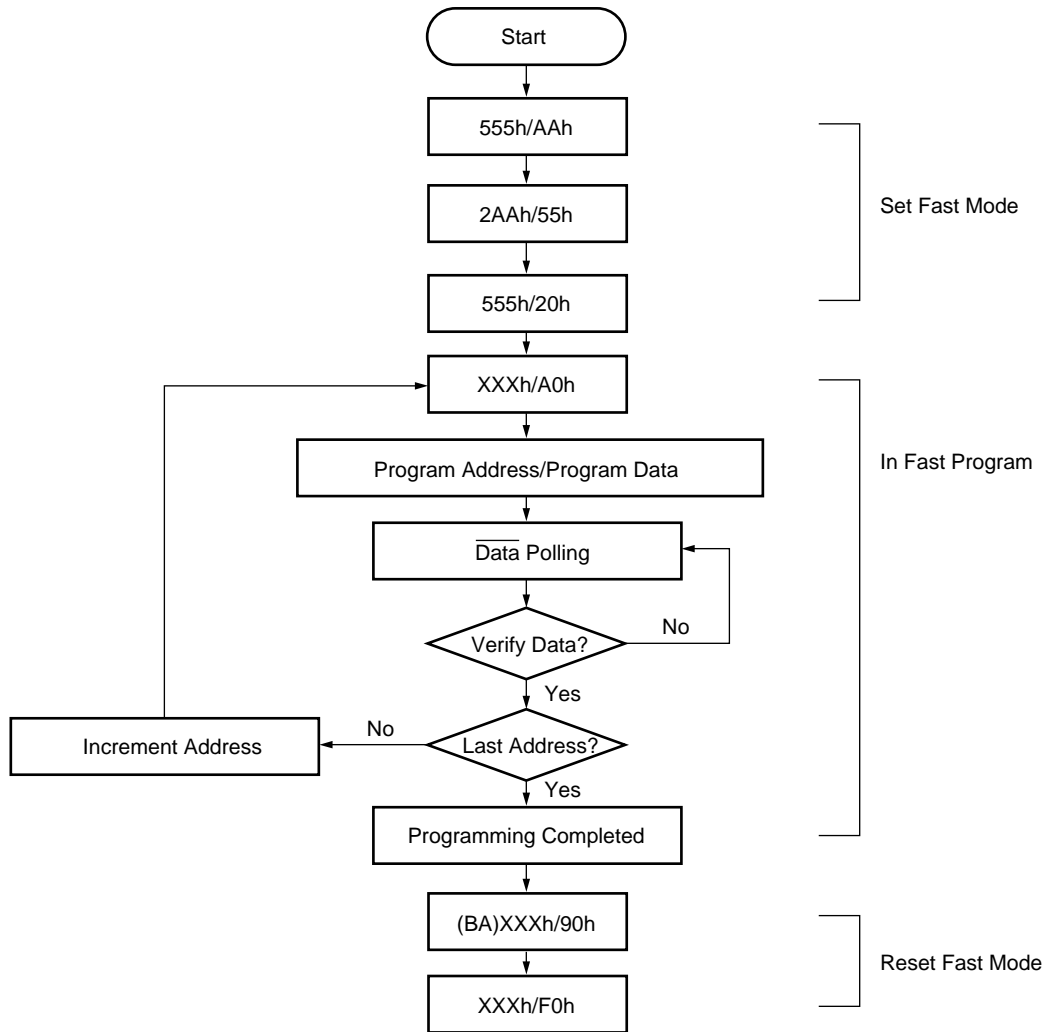 Start
555h/AAh
2AAh/55h
Set Fast Mode
555h/20h
XXXh/A0h
Program Address/Program Data
In Fast Program
Data Polling
Verify Data?
No
Yes
Increment Address
No
Last Address?
Yes
Programming Completed
(BA)XXXh/90h
Reset Fast Mode
XXXh/F0h